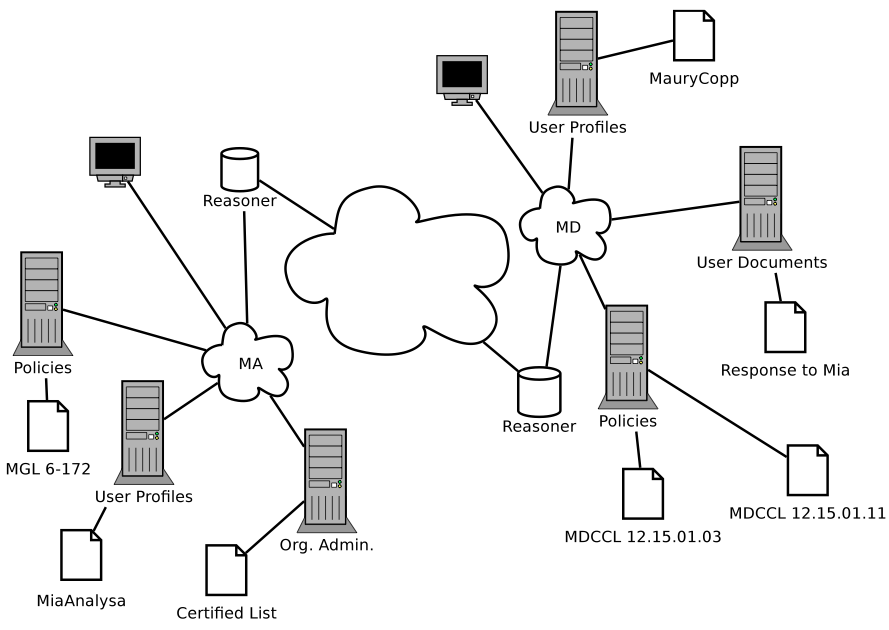 MauryCopp
User Profiles
Reasoner
MD
User Documents
MA
Policies
Response to Mia
Reasoner
Policies
MGL 6-172
User Profiles
MDCCL 12.15.01.11
MDCCL 12.15.01.03
Org. Admin.
MiaAnalysa
Certified List